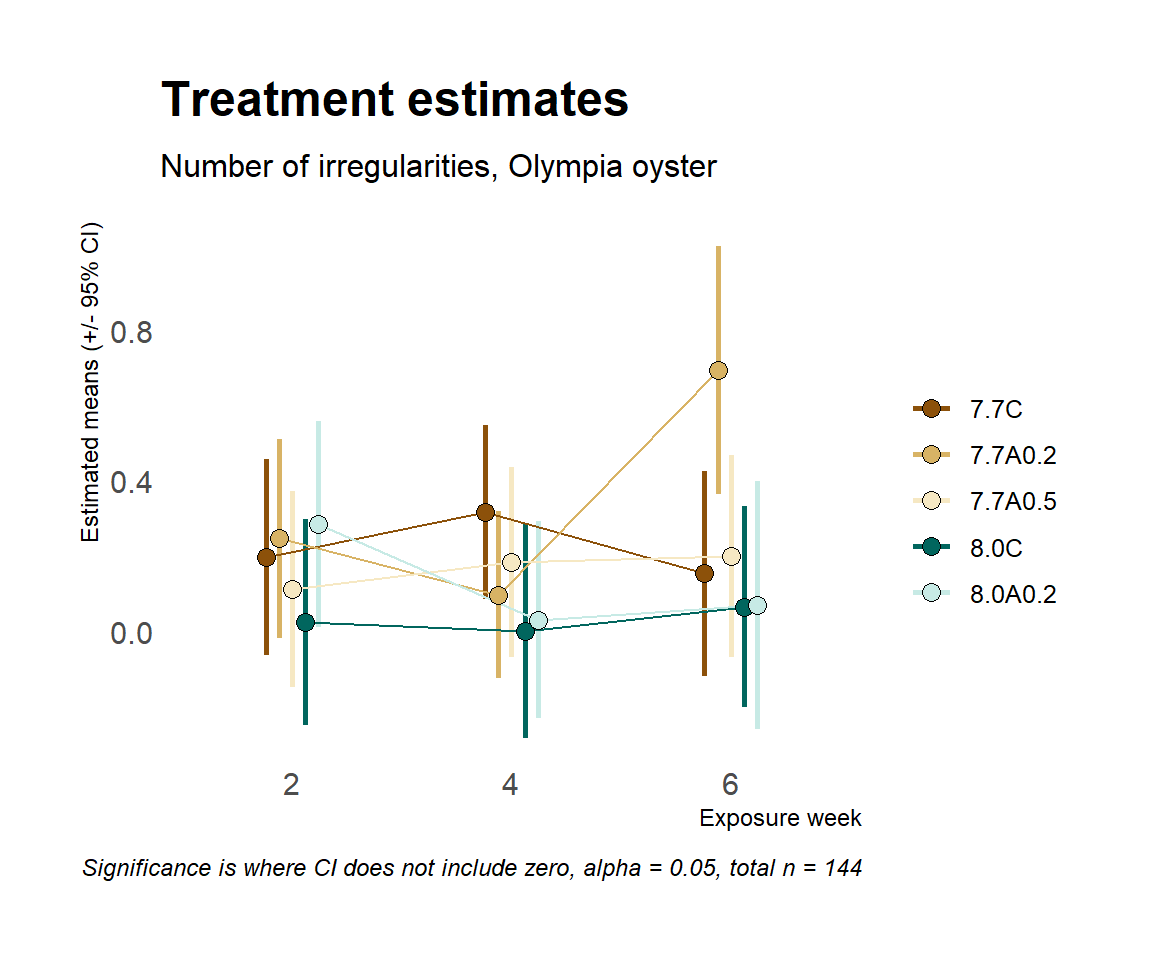 Treatment estimates
Number of irregularities, Olympia oyster
Estimated means (+/- 95% CI)
0.8
0.4
0.0
2
4
6
Exposure week
7.7C
7.7A0.2
7.7A0.5
8.0C
8.0A0.2
Significance is where CI does not include zero, alpha = 0.05, total n = 144